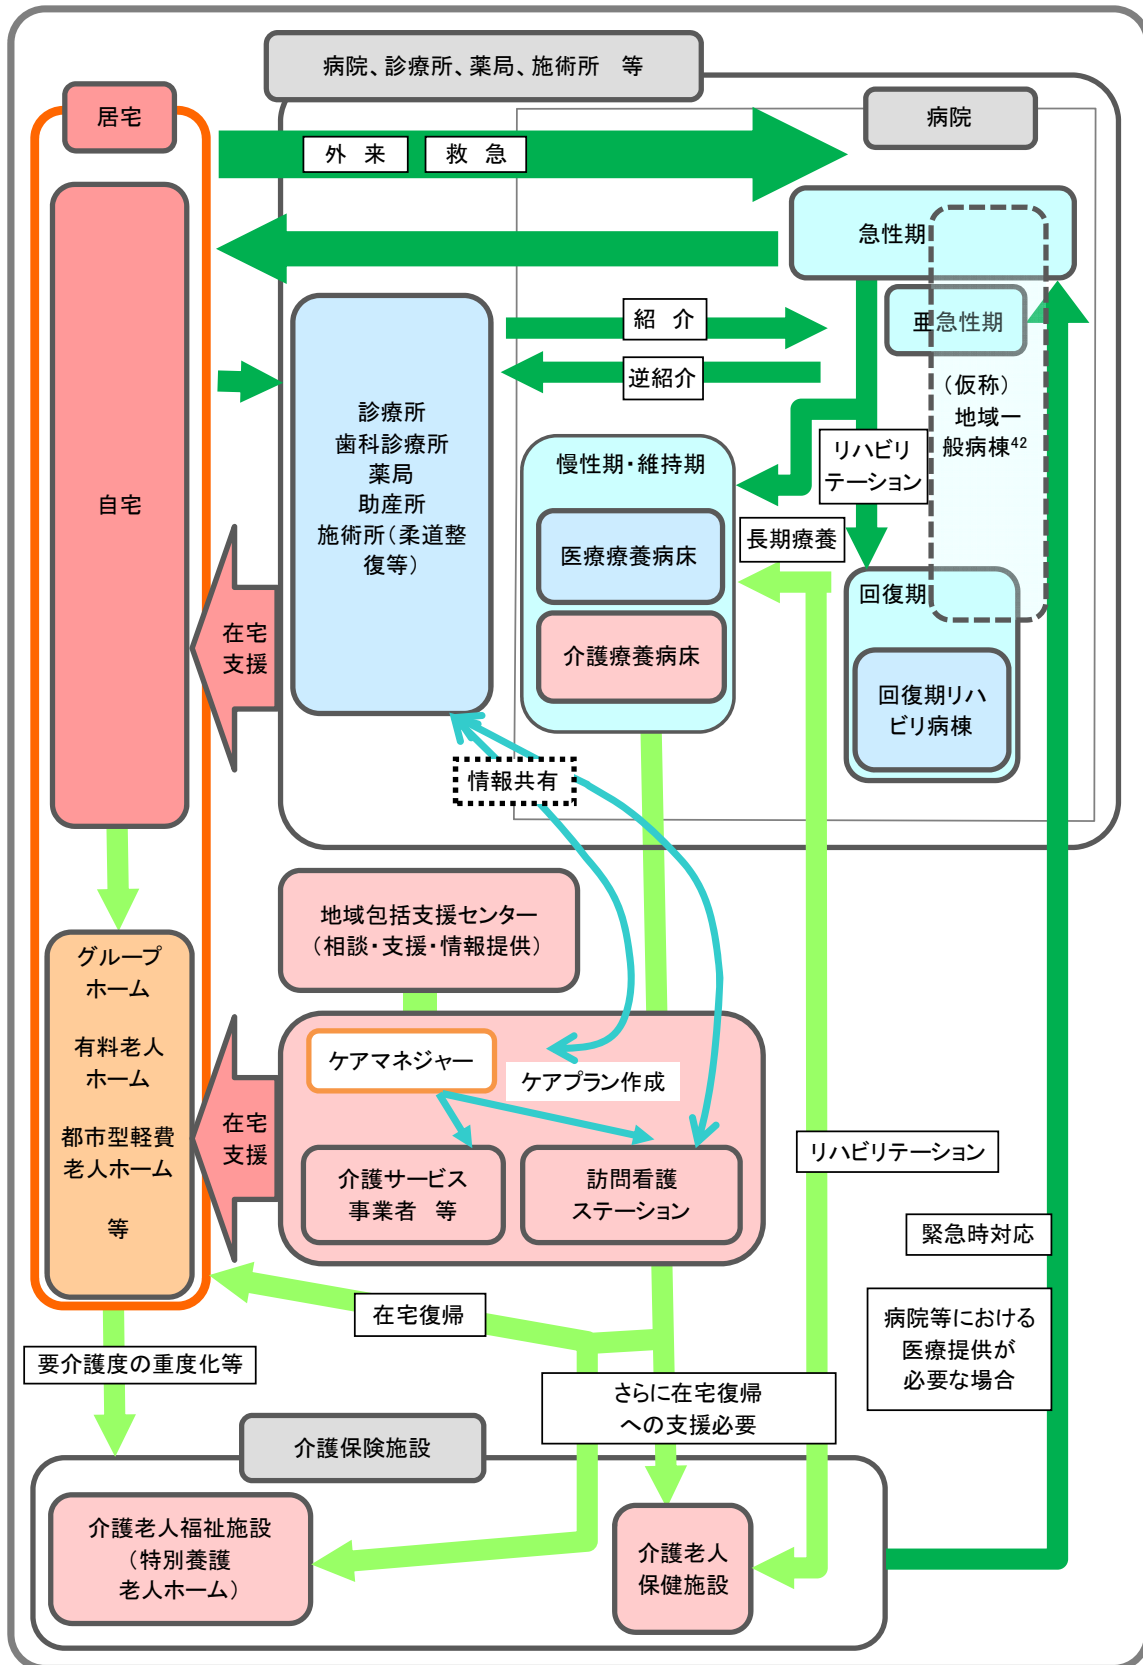 病院、診療所、薬局、施術所　等
居宅
病院
外　来
救　急
自宅
急性期
亜急性期
（仮称）
地域一
般病棟42
紹　介
逆紹介
診療所
歯科診療所
薬局
助産所
施術所（柔道整
復等）
慢性期・維持期
医療療養病床
介護療養病床
リハビリ
テーション
長期療養
回復期
回復期リハ
ビリ病棟
在宅
支援
情報共有
地域包括支援センター
（相談・支援・情報提供）
グループ
ホーム
有料老人
ホーム
都市型軽費
老人ホーム
等
在宅
支援
ケアマネジャー
ケアプラン作成
介護サービス
事業者　等
訪問看護
ステーション
リハビリテーション
緊急時対応
病院等における
医療提供が
必要な場合
在宅復帰
要介護度の重度化等
さらに在宅復帰
への支援必要
介護保険施設
介護老人福祉施設
（特別養護
老人ホーム）
介護老人
保健施設